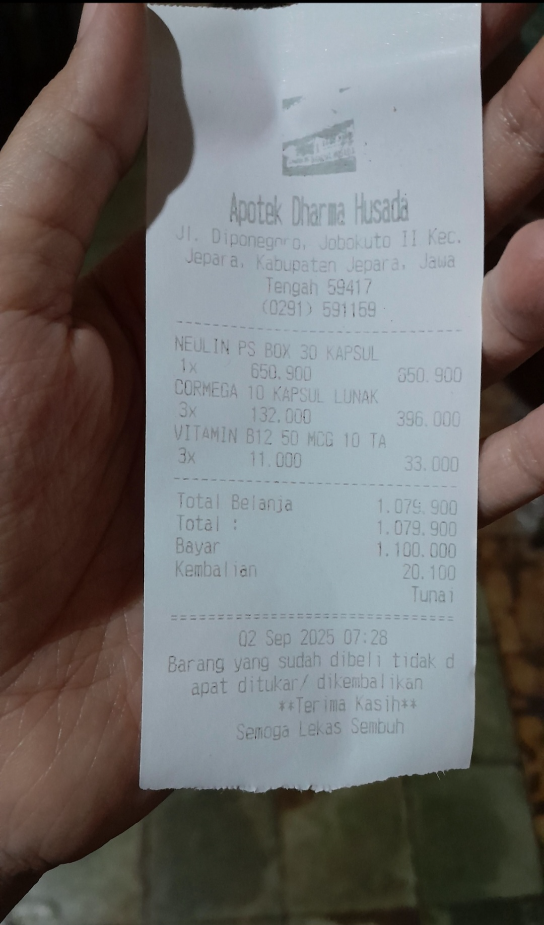 Apotek Dharma Husada
Jl. Diponegoro, Jobokuto II Kec.
Jepara, Kabupaten Jepara, Jawa
Tengah 59417
(0291) 591159
NEULIN PS BOX 30 KAPSUL
1x 650.900 650.900
CORMEGA 10 KAPSUL LUNAK
3x 132.000 396.000
VITAMIN B12 50 MCG 10 TA
3x 11.000 33.000
Total Belanja 1.079.900
Total : 1.079.900
Bayar 1.100.000
Kembalian 20.100
Tunai
02 Sep 2025 07:28
Barang yang sudah dibeli tidak d
apat ditukar/ dikembalikan
**Terima Kasih**
Semoga Lekas Sembuh